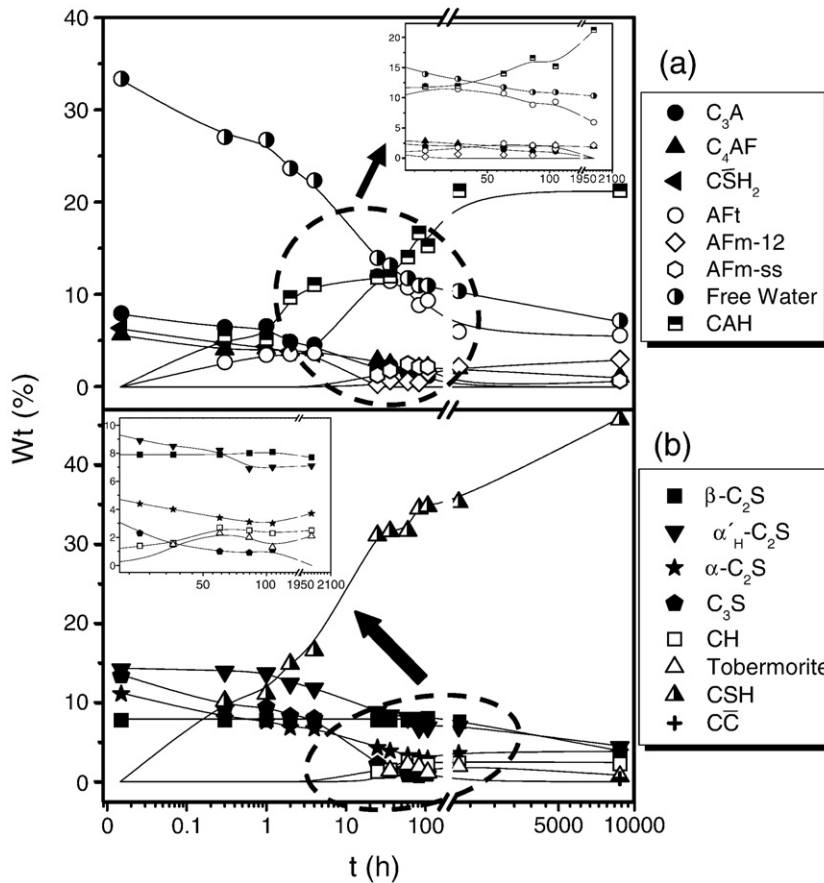 40
30
20
10
0
20
15
10
5
0
50
100
1950
2100
(a)
C₃A
C₄AF
CS̅H₂
AFt
AFm-12
AFm-ss
Free Water
CAH
Wt (%)
40
30
20
10
0
10
8
6
4
2
0
50
100
1950
2100
(b)
β-C₂S
α′H-C₂S
α-C₂S
C₃S
CH
Tobermorite
CSH
CC̅
0 0.1 1 10 100 5000 10000
t (h)